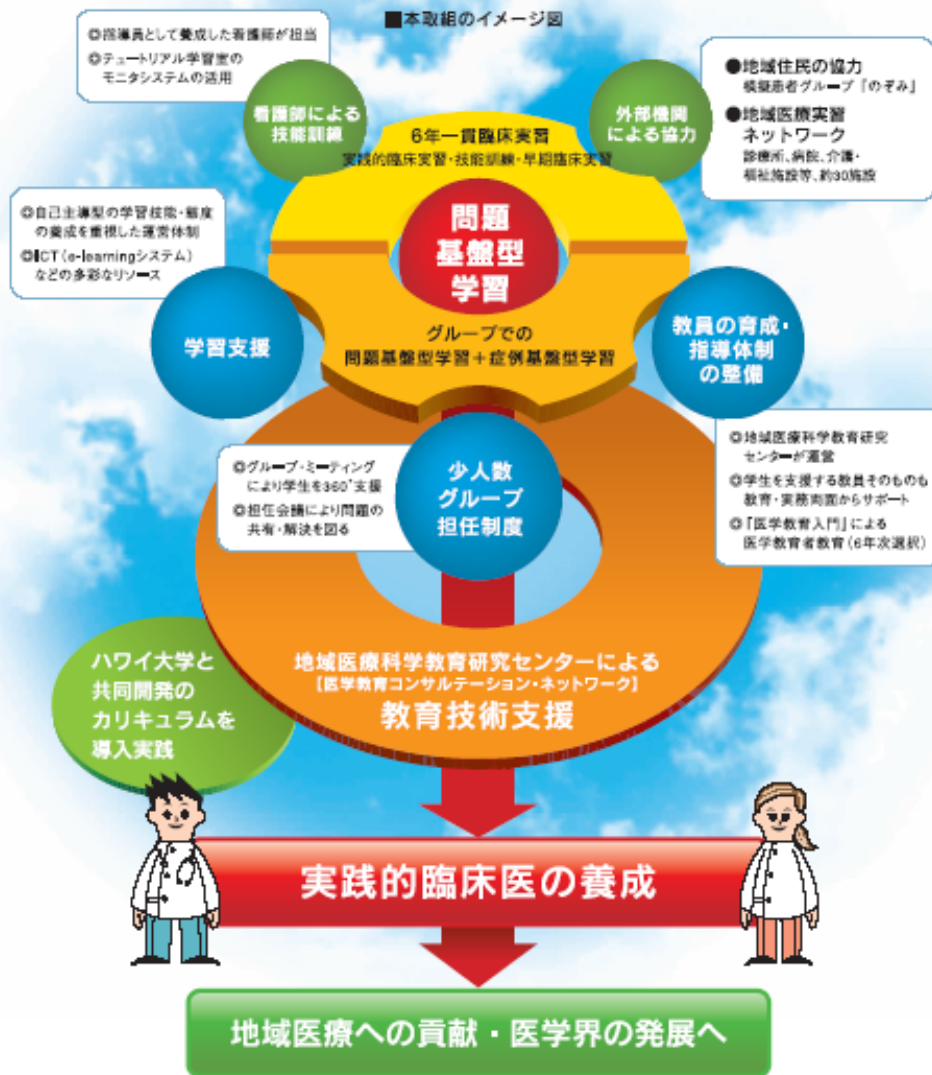 ■本取組のイメージ図
◎指導員として養成した看護師が担当
◎テュートリアル学習室の
モニタシステムの活用
看護師による
技能訓練
外部機関
による協力
●地域住民の協力
模擬患者グループ「のぞみ」
●地域医療実習
ネットワーク
診療所、病院、介護・
福祉施設等、約30施設
6年一貫臨床実習
実践的臨床実習・技能訓練・早期臨床実習
問題
基盤型
学習
◎自己主導型の学習技能・態度
の養成を重視した運営体制
◎ICT(e-learningシステム)
などの多彩なリソース
学習支援
グループでの
問題基盤型学習+症例基盤型学習
教員の育成・
指導体制
の整備
◎グループ・ミーティング
により学生を360°支援
◎担任会議により問題の
共有・解決を図る
少人数
グループ
担任制度
◎地域医療科学教育研究
センターが運営
◎学生を支援する教員そのものも
教育・実務両面からサポート
◎「医学教育入門」による
医学教育者教育(6年次選択)
ハワイ大学と
共同開発の
カリキュラムを
導入実践
地域医療科学教育研究センターによる
【医学教育コンサルテーション・ネットワーク】
教育技術支援
実践的臨床医の養成
地域医療への貢献・医学界の発展へ